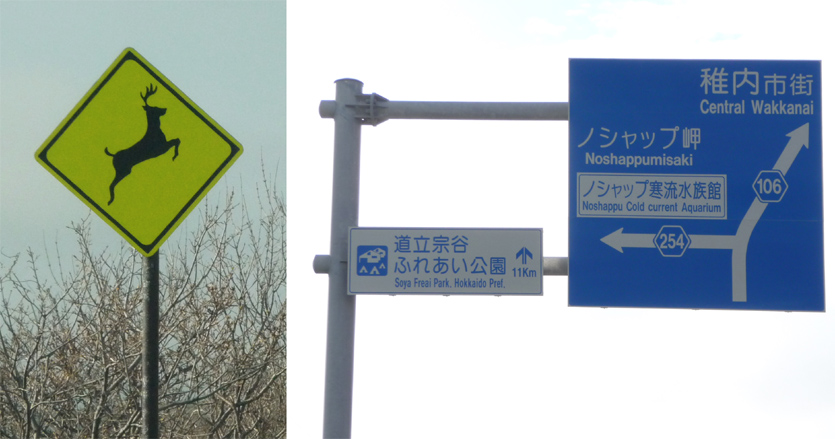 道立宗谷
ふれあい公園
Soya Freai Park, Hokkaido Pref.
11Km
稚内市街
Central Wakkanai
ノシャップ岬
Noshappumisaki
ノシャップ寒流水族館
Noshappu Cold current Aquarium
106
254